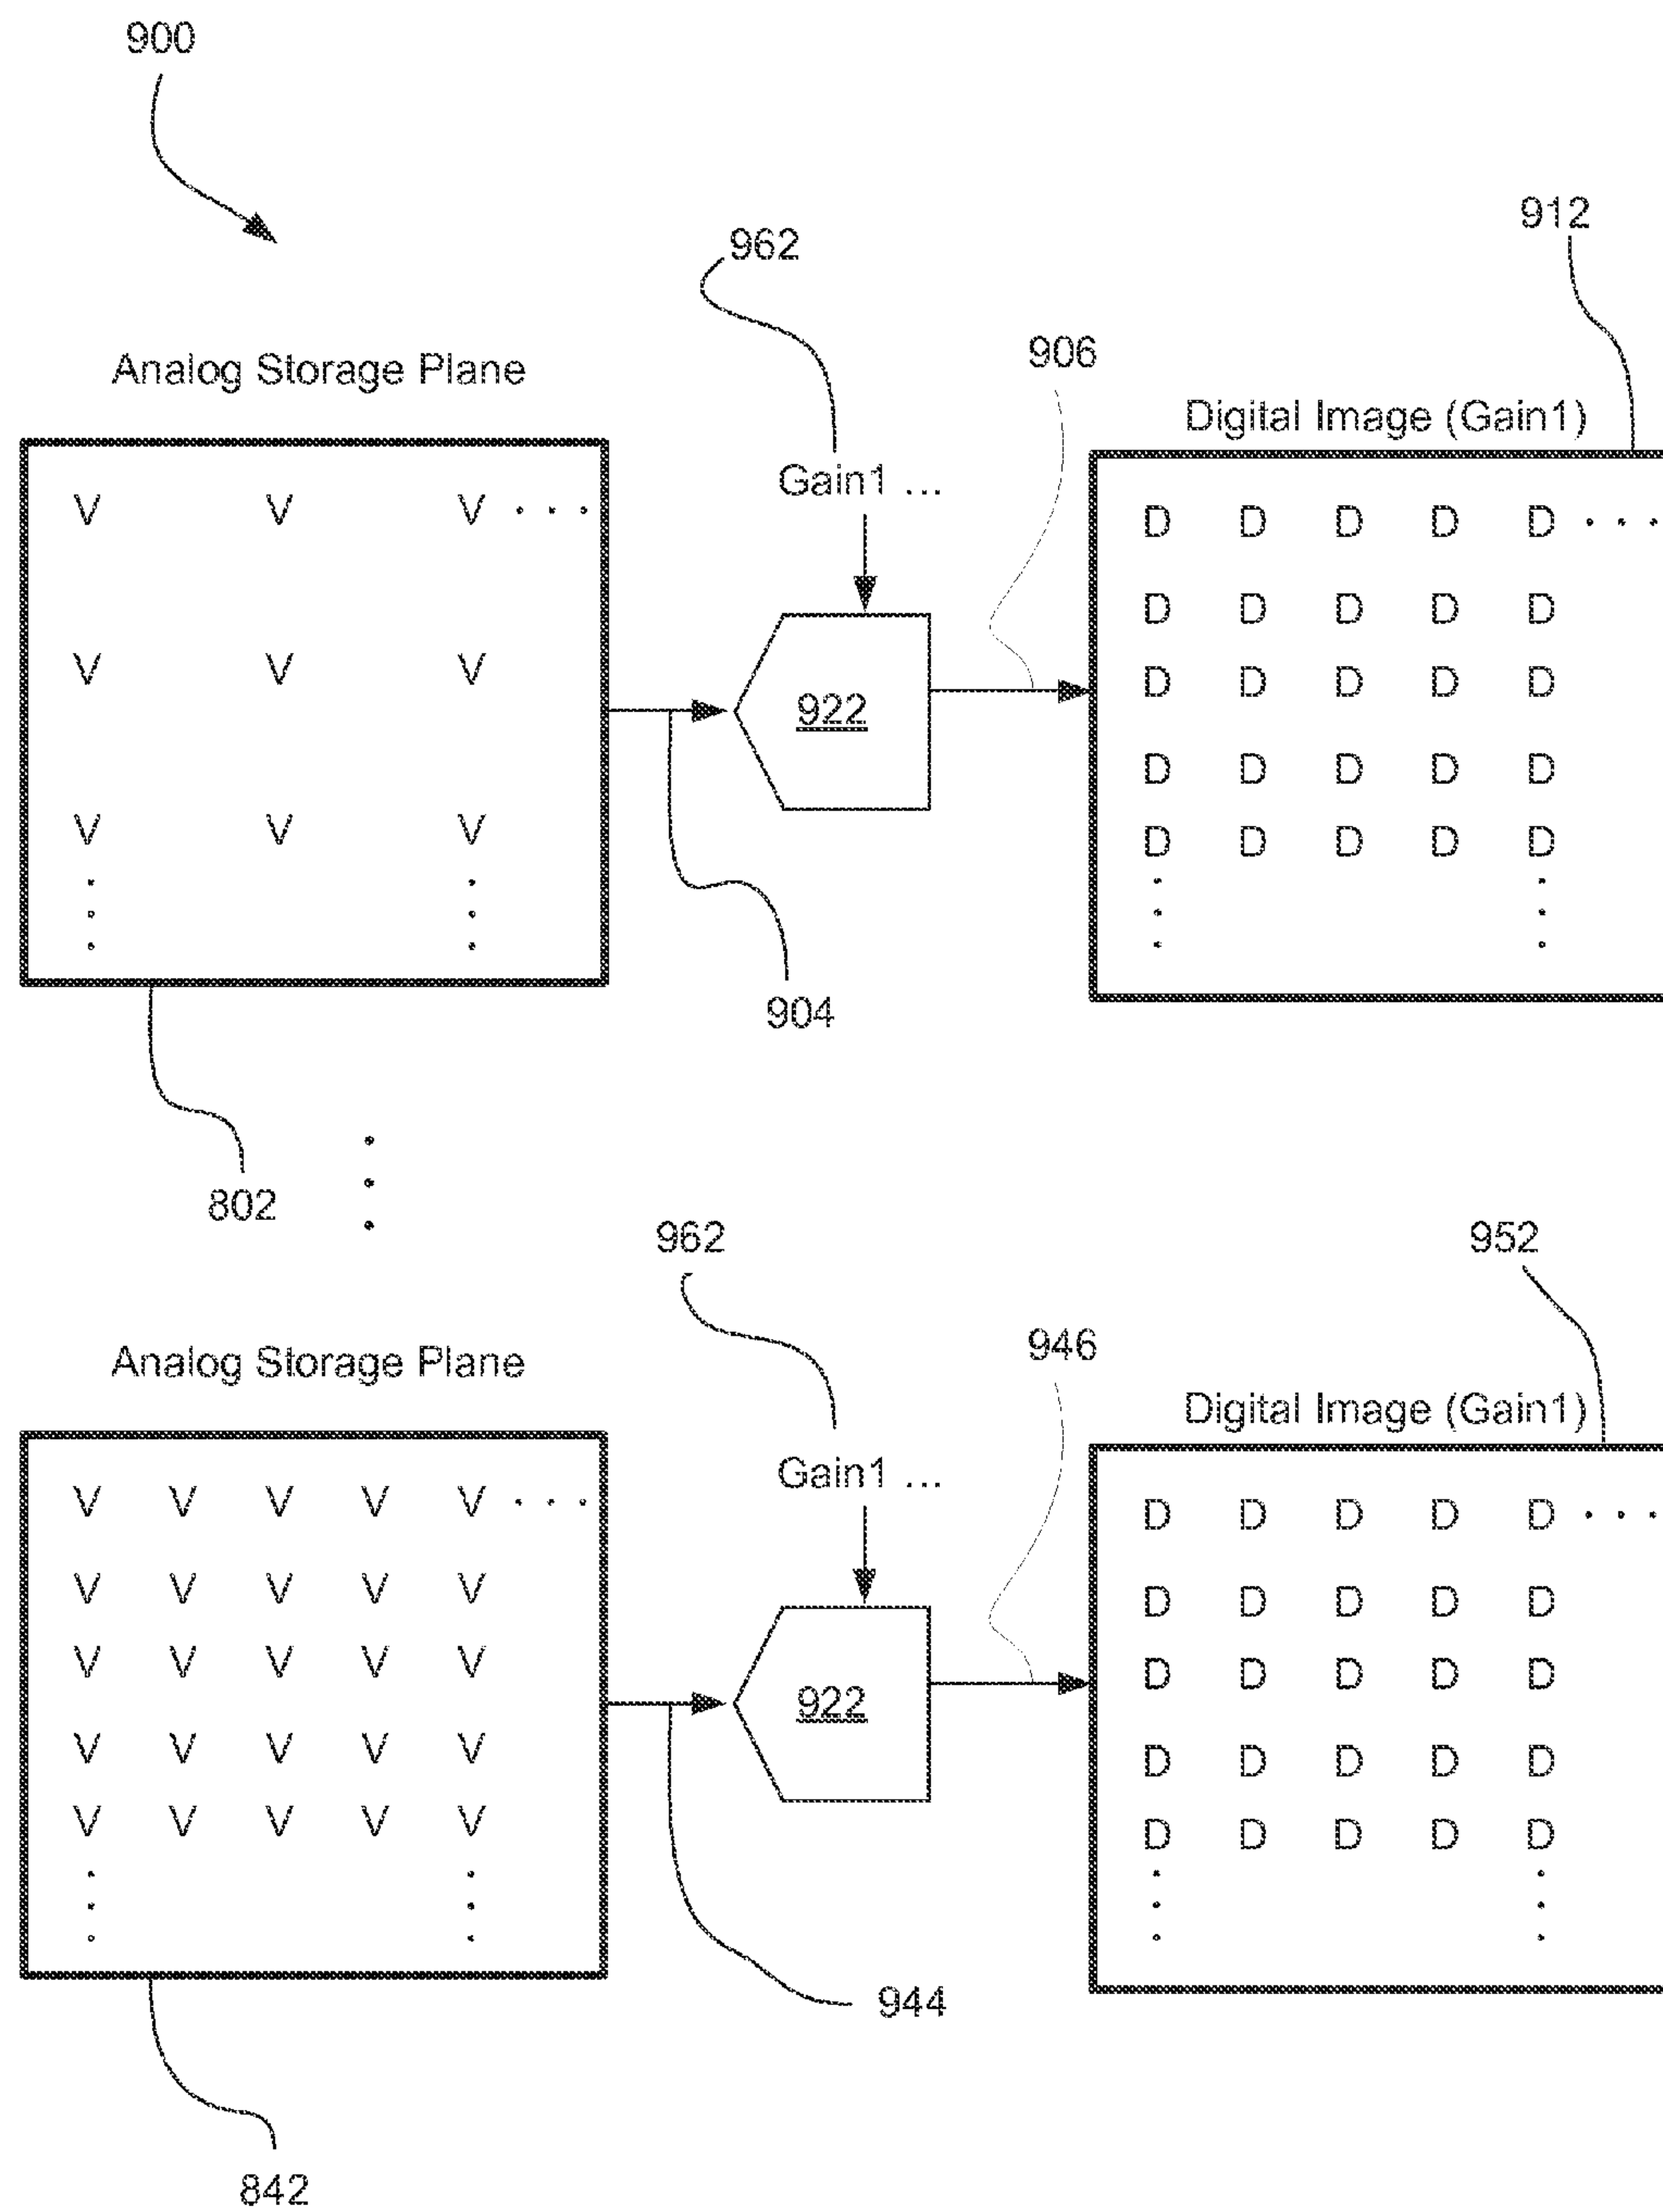 900
912
962
906
Analog Storage Plane
Digital Image (Gain1)
Gain1 ...
V V V . . .
V V V
V V V
D D D D D . . .
D D D D D
D D D D D
D D D D D
D D D D D
922
904
802
962
952
946
Analog Storage Plane
Digital Image (Gain1)
Gain1 ...
V V V V V . . .
V V V V V
V V V V V
V V V V V
V V V V V
D D D D D . . .
D D D D D
D D D D D
D D D D D
D D D D D
922
944
842